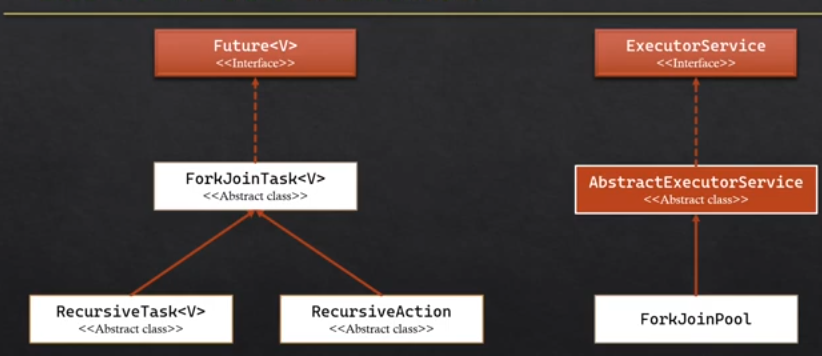 Future<V>
<<Interface>>
ExecutorService
<<Interface>>
ForkJoinTask<V>
<<Abstract class>>
AbstractExecutorService
<<Abstract class>>
RecursiveTask<V>
<<Abstract class>>
RecursiveAction
<<Abstract class>>
ForkJoinPool